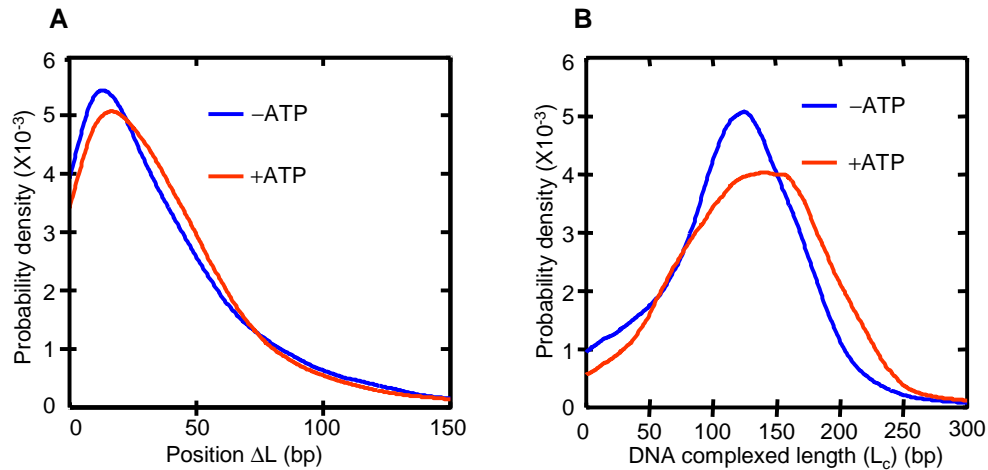 A
6
5
4
3
2
1
0
0
50
100
150
Probability density (X10-3)
Position ΔL (bp)
−ATP
+ATP
B
6
5
4
3
2
1
0
0
50
100
150
200
250
300
Probability density (X10-3)
DNA complexed length (Lc) (bp)
−ATP
+ATP